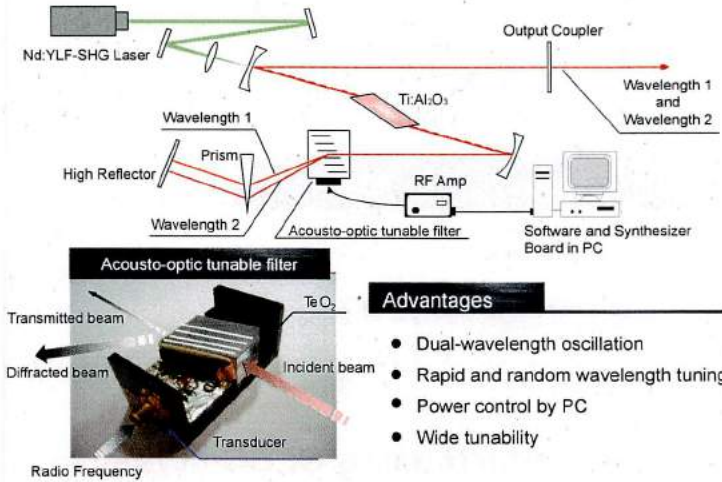 Nd:YLF-SHG Laser
Output Coupler
Ti:Al₂O₃
Wavelength 1
and
Wavelength 2
Wavelength 1
Prism
High Reflector
Wavelength 2
RF Amp
Acousto-optic tunable filter
Software and Synthesizer
Board in PC
Acousto-optic tunable filter
TeO₂
Transmitted beam
Diffracted beam
Incident beam
Transducer
Radio Frequency
Advantages
● Dual-wavelength oscillation
● Rapid and random wavelength tuning
● Power control by PC
● Wide tunability